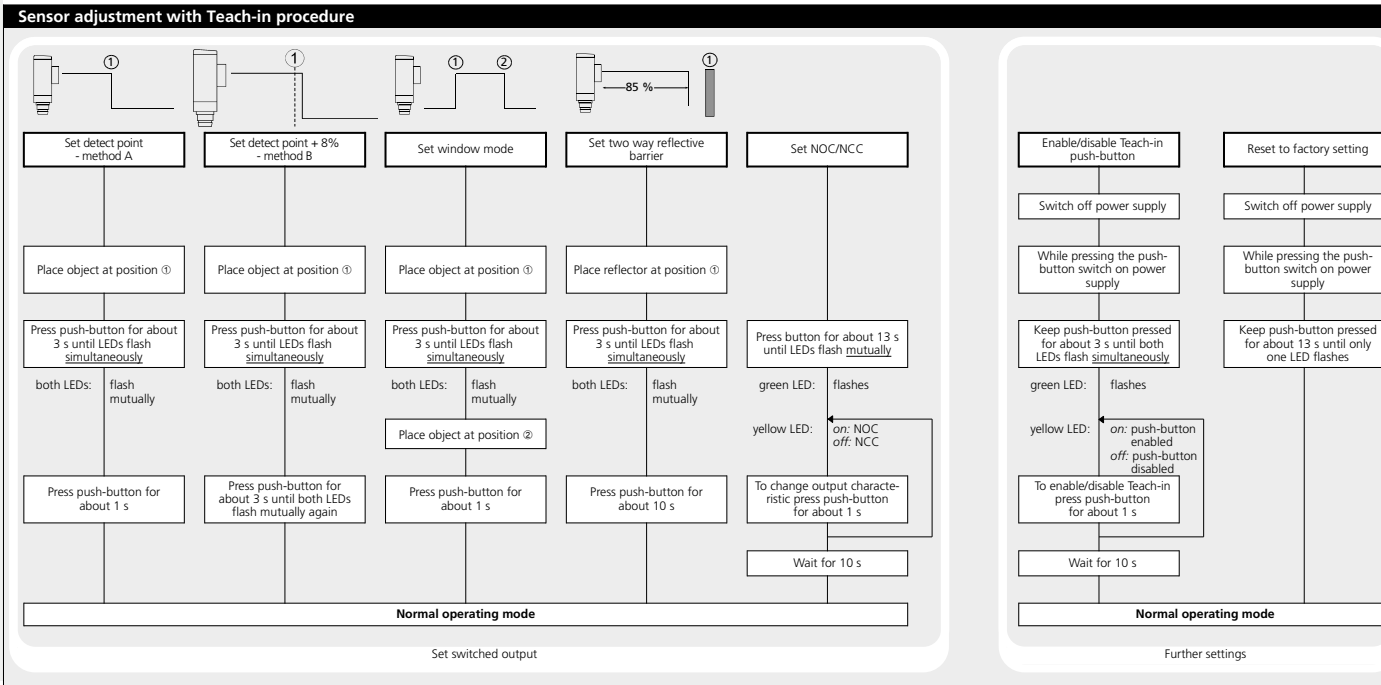 Sensor adjustment with Teach-in procedure
①
①
① ②
85 %
①
Set detect point
- method A
Place object at position ①
Press push-button for about
3 s until LEDs flash
simultaneously
both LEDs: flash
mutually
Press push-button for
about 1 s
Set detect point + 8%
- method B
Place object at position ①
Press push-button for about
3 s until LEDs flash
simultaneously
both LEDs: flash
mutually
Press push-button for
about 3 s until both LEDs
flash mutually again
Set window mode
Place object at position ①
Press push-button for about
3 s until LEDs flash
simultaneously
both LEDs: flash
mutually
Place object at position ②
Press push-button for
about 1 s
Set two way reflective
barrier
Place reflector at position ①
Press push-button for about
3 s until LEDs flash
simultaneously
both LEDs: flash
mutually
Press push-button for
about 10 s
Set NOC/NCC
Press button for about 13 s
until LEDs flash mutually
green LED: flashes
yellow LED: on: NOC
off: NCC
To change output characte-
ristic press push-button
for about 1 s
Wait for 10 s
Normal operating mode
Set switched output
Enable/disable Teach-in
push-button
Switch off power supply
While pressing the push-
button switch on power
supply
Keep push-button pressed
for about 3 s until both
LEDs flash simultaneously
green LED: flashes
yellow LED: on: push-button
enabled
off: push-button
disabled
To enable/disable Teach-in
press push-button
for about 1 s
Wait for 10 s
Reset to factory setting
Switch off power supply
While pressing the push-
button switch on power
supply
Keep push-button pressed
for about 13 s until only
one LED flashes
Normal operating mode
Further settings